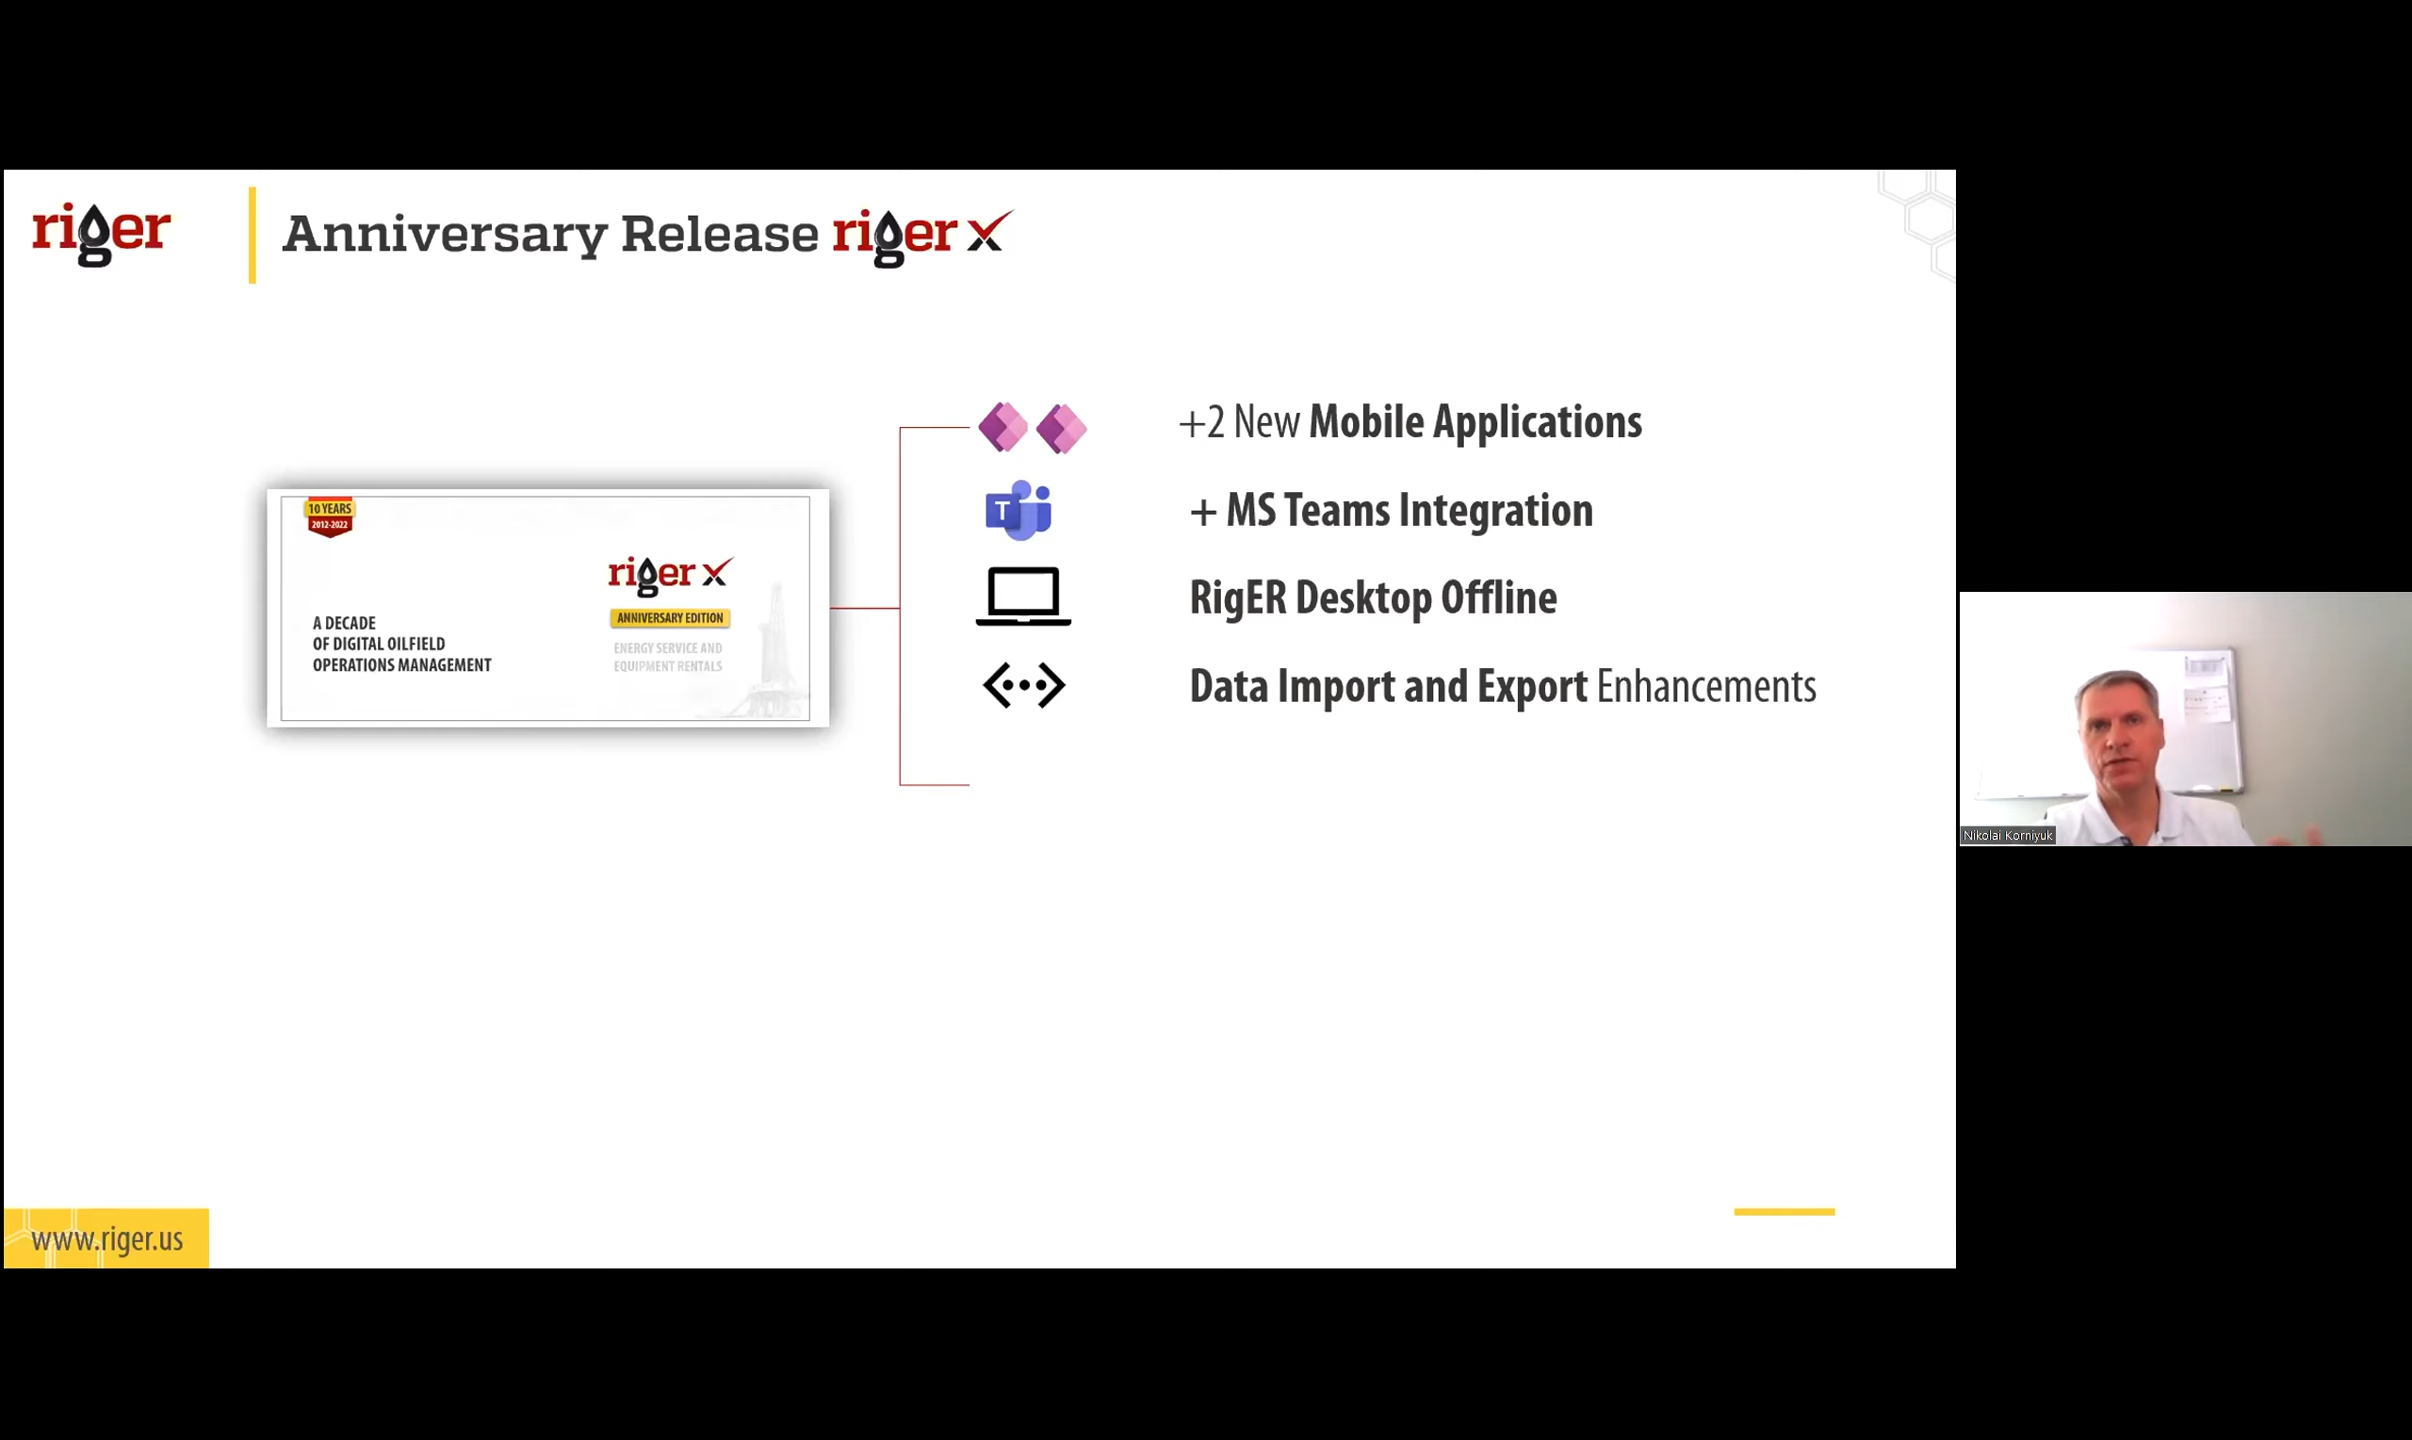 riger
Anniversary Release riger X
10 YEARS
2012-2022
riger X
ANNIVERSARY EDITION
ENERGY SERVICE AND
EQUIPMENT RENTALS
A DECADE
OF DIGITAL OILFIELD
OPERATIONS MANAGEMENT
+2 New Mobile Applications
T
+ MS Teams Integration
RigER Desktop Offline
Data Import and Export Enhancements
Nikolai Korniyuk
www.riger.us